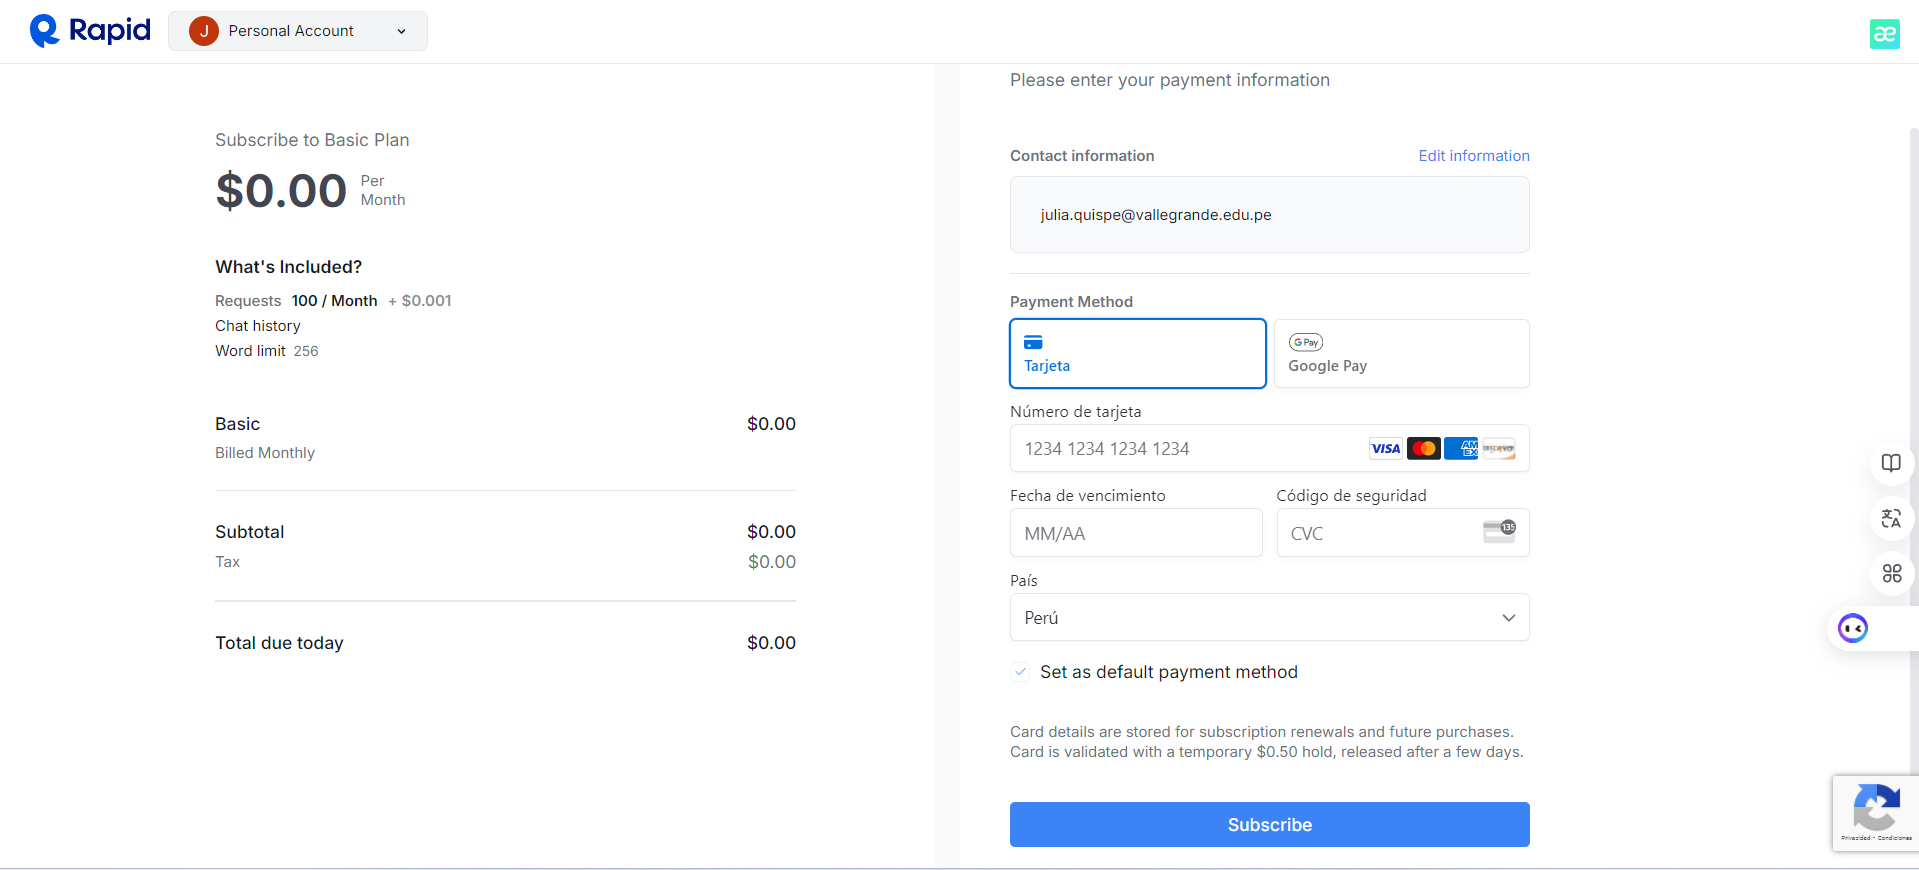 Rapid
J Personal Account
æ
Subscribe to Basic Plan
$0.00 Per Month
What's Included?
Requests 100 / Month + $0.001
Chat history
Word limit 256
Basic $0.00
Billed Monthly
Subtotal $0.00
Tax $0.00
Total due today $0.00
Please enter your payment information
Contact information Edit information
julia.quispe@vallegrande.edu.pe
Payment Method
Tarjeta
G Pay
Google Pay
Número de tarjeta
1234 1234 1234 1234 VISA AM EX DISCOVER
Fecha de vencimiento Código de seguridad
MM/AA CVC 135
País
Perú
Set as default payment method
Card details are stored for subscription renewals and future purchases.
Card is validated with a temporary $0.50 hold, released after a few days.
Subscribe
Privacidad - Condiciones